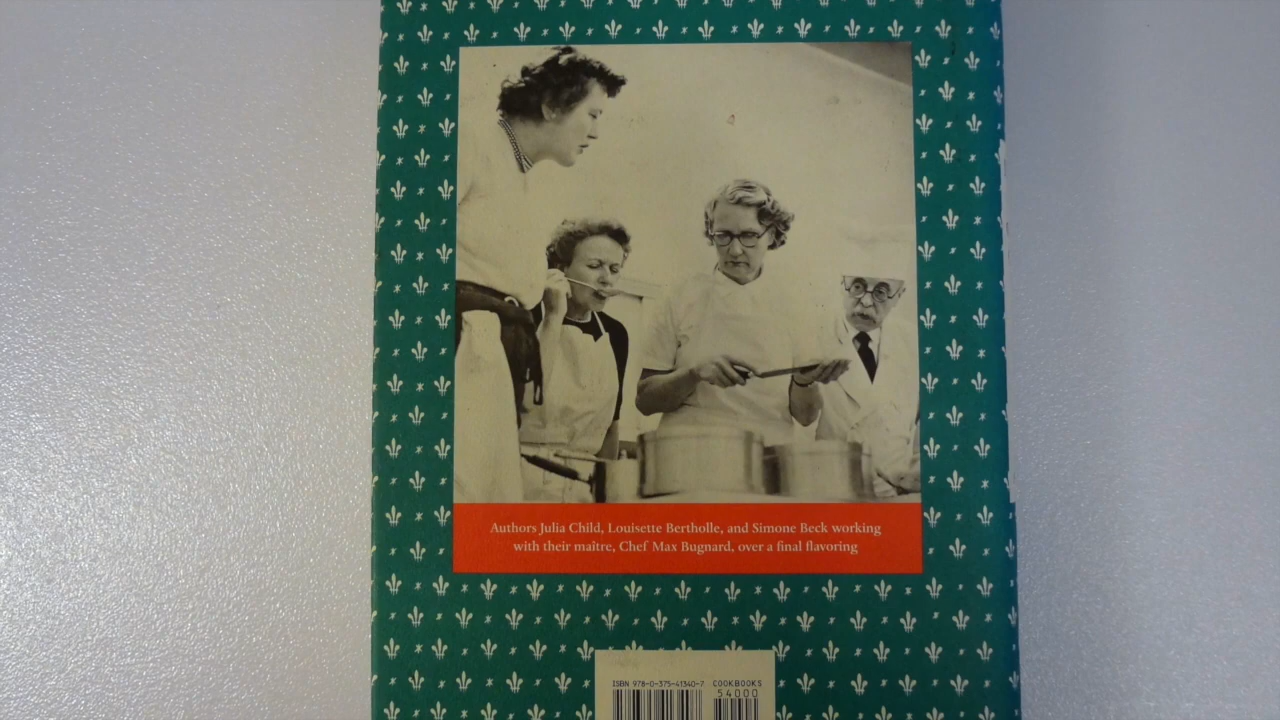 Authors Julia Child, Louisette Bertholle, and Simone Beck working
with their maître, Chef Max Bugnard, over a final flavoring
ISBN 978-0-375-41340-7 COOKBOOKS
54000